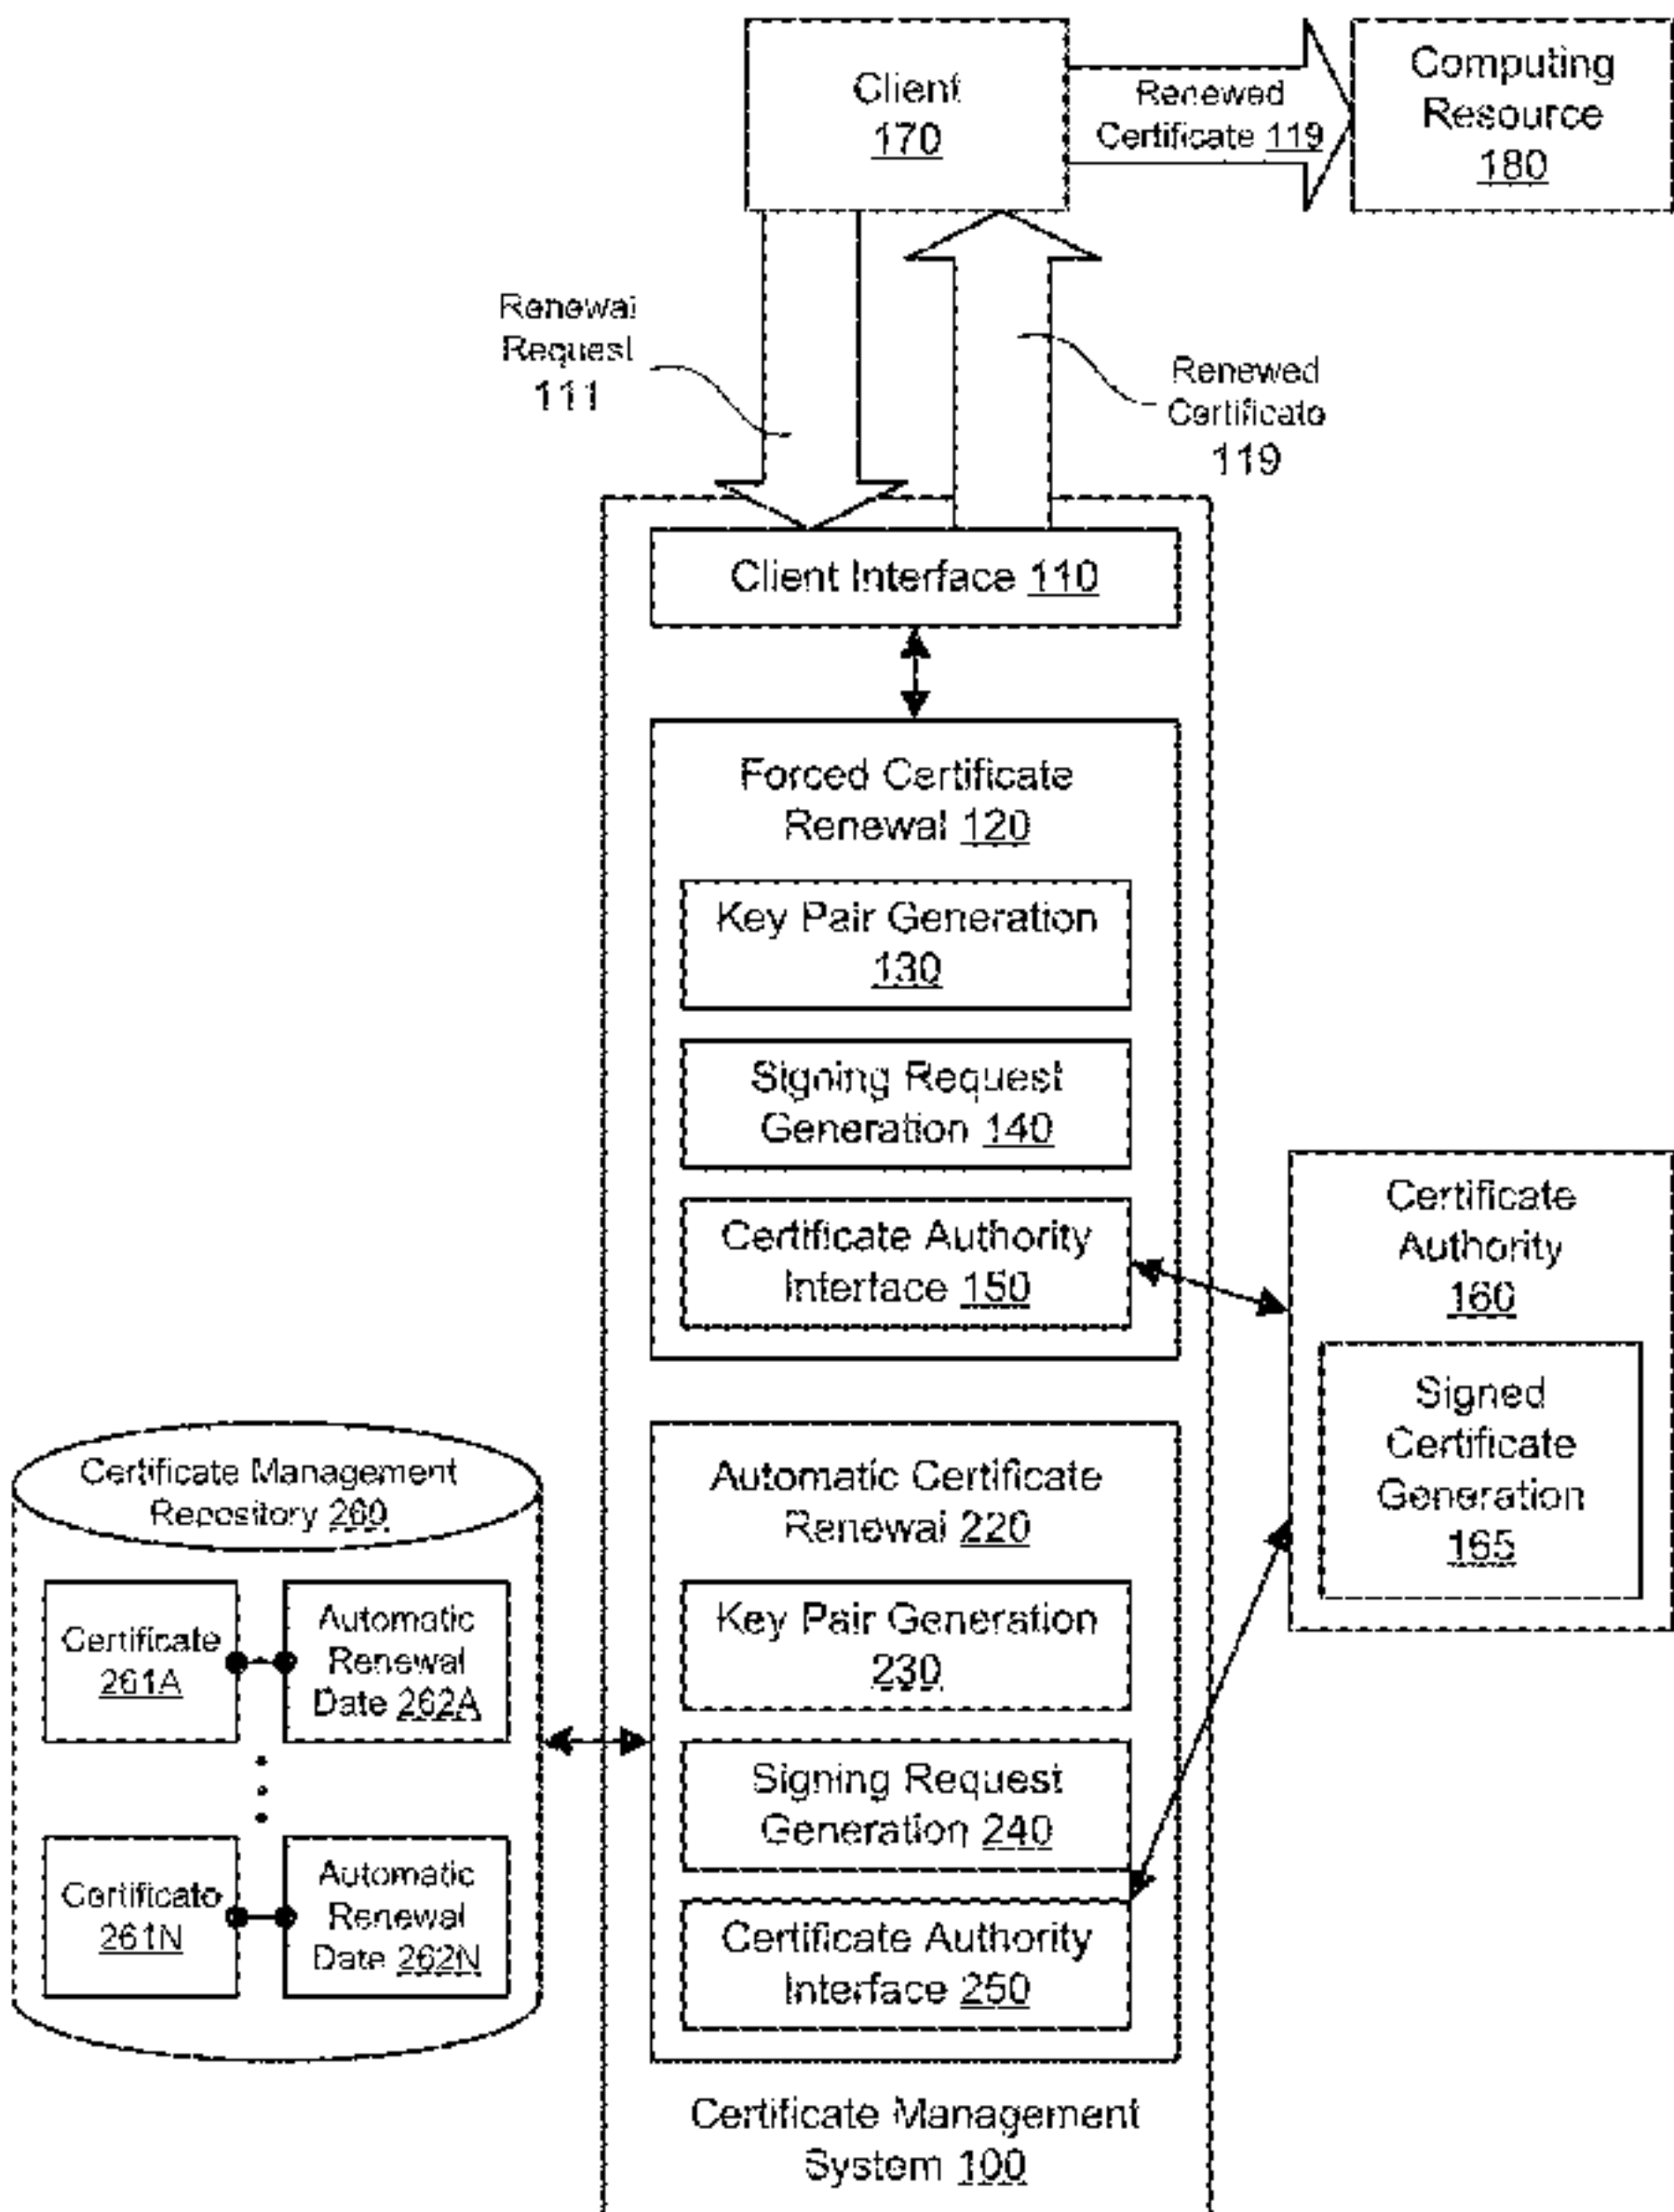 Client
170
Renewed
Certificate 119
Computing
Resource
180
Renewal
Request
111
Renewed
Certificate
119
Client Interface 110
Forced Certificate
Renewal 120
Key Pair Generation
130
Signing Request
Generation 140
Certificate Authority
Interface 150
Certificate
Authority
160
Signed
Certificate
Generation
165
Certificate Management
Repository 260
Certificate
261A
Automatic
Renewal
Date 262A
Certificate
261N
Automatic
Renewal
Date 262N
Automatic Certificate
Renewal 220
Key Pair Generation
230
Signing Request
Generation 240
Certificate Authority
Interface 250
Certificate Management
System 100